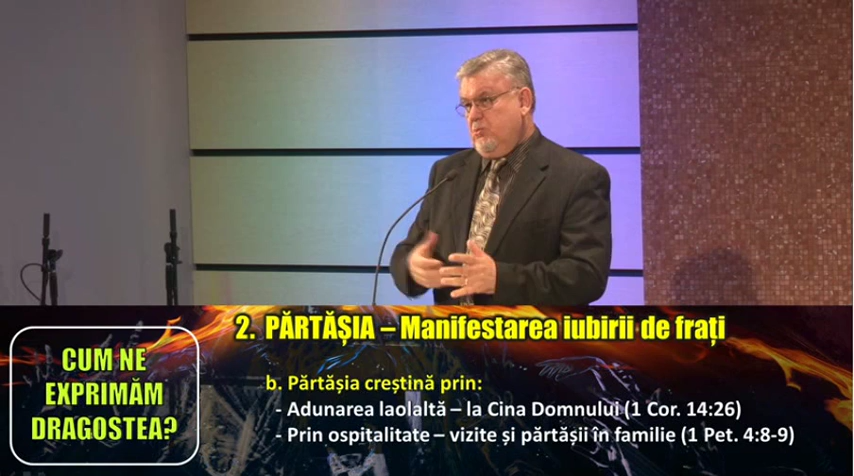 2. PĂRTĂȘIA – Manifestarea iubirii de frați
CUM NE
EXPRIMĂM
DRAGOSTEA?
b. Părtășia creștină prin:
- Adunarea laolaltă – la Cina Domnului (1 Cor. 14:26)
- Prin ospitalitate – vizite și părtășii în familie (1 Pet. 4:8-9)